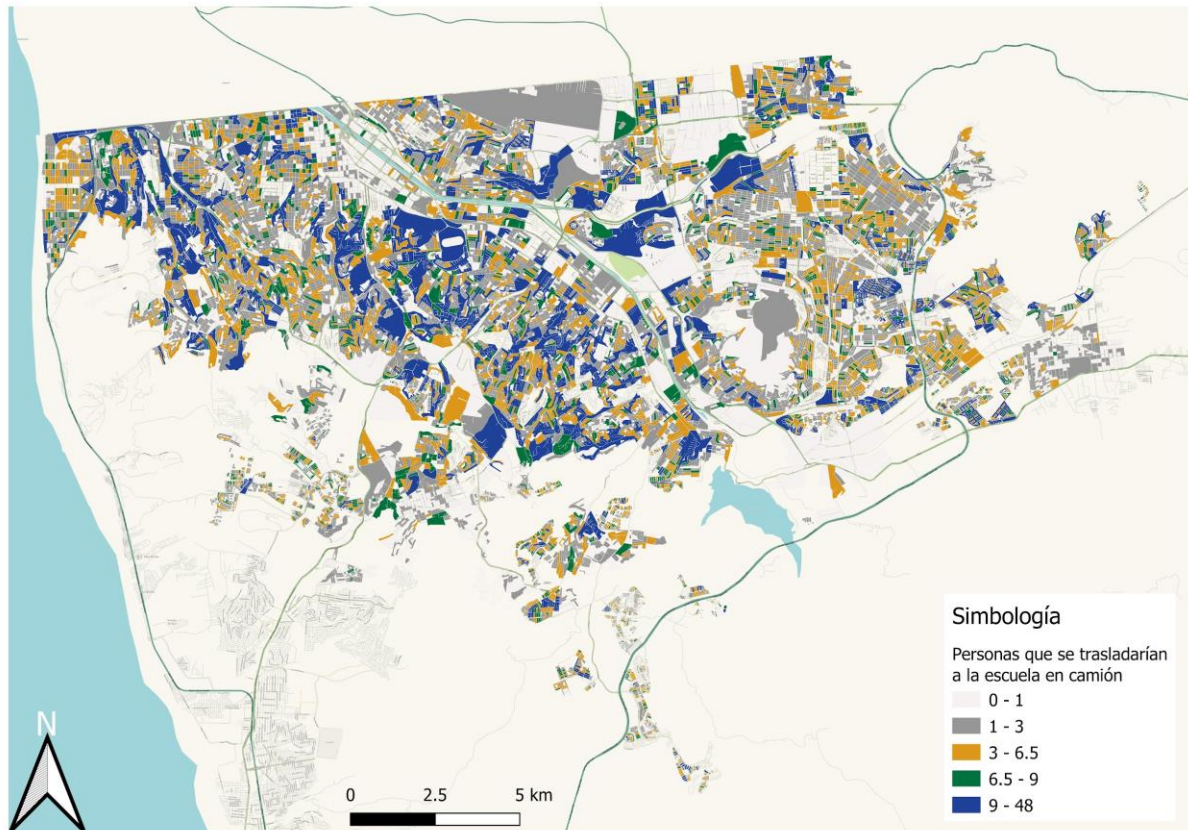 N
0 2.5 5 km
Simbología
Personas que se trasladarían
a la escuela en camión
0 - 1
1 - 3
3 - 6.5
6.5 - 9
9 - 48